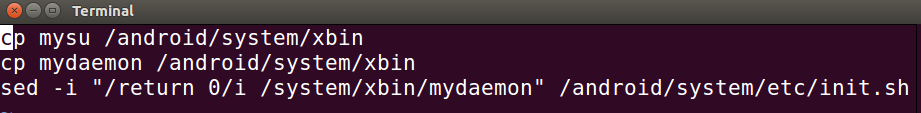 Terminal
cp mysu /android/system/xbin
cp mydaemon /android/system/xbin
sed -i "/return 0/i /system/xbin/mydaemon" /android/system/etc/init.sh